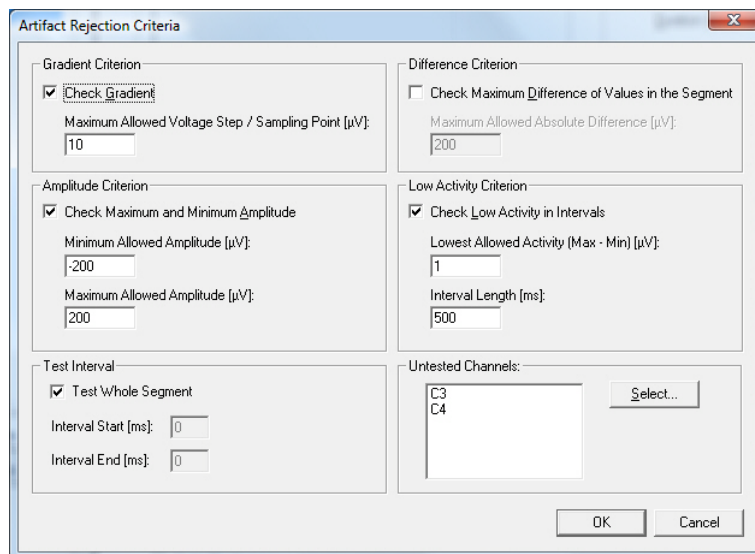 Artifact Rejection Criteria
Gradient Criterion
Check Gradient
Maximum Allowed Voltage Step / Sampling Point [µV]:
10
Difference Criterion
Check Maximum Difference of Values in the Segment
Maximum Allowed Absolute Difference [µV]:
200
Amplitude Criterion
Check Maximum and Minimum Amplitude
Minimum Allowed Amplitude [µV]:
-200
Maximum Allowed Amplitude [µV]:
200
Low Activity Criterion
Check Low Activity in Intervals
Lowest Allowed Activity (Max - Min) [µV]:
1
Interval Length [ms]:
500
Test Interval
Test Whole Segment
Interval Start [ms]: 0
Interval End [ms]: 0
Untested Channels:
C3
C4
Select...
OK Cancel